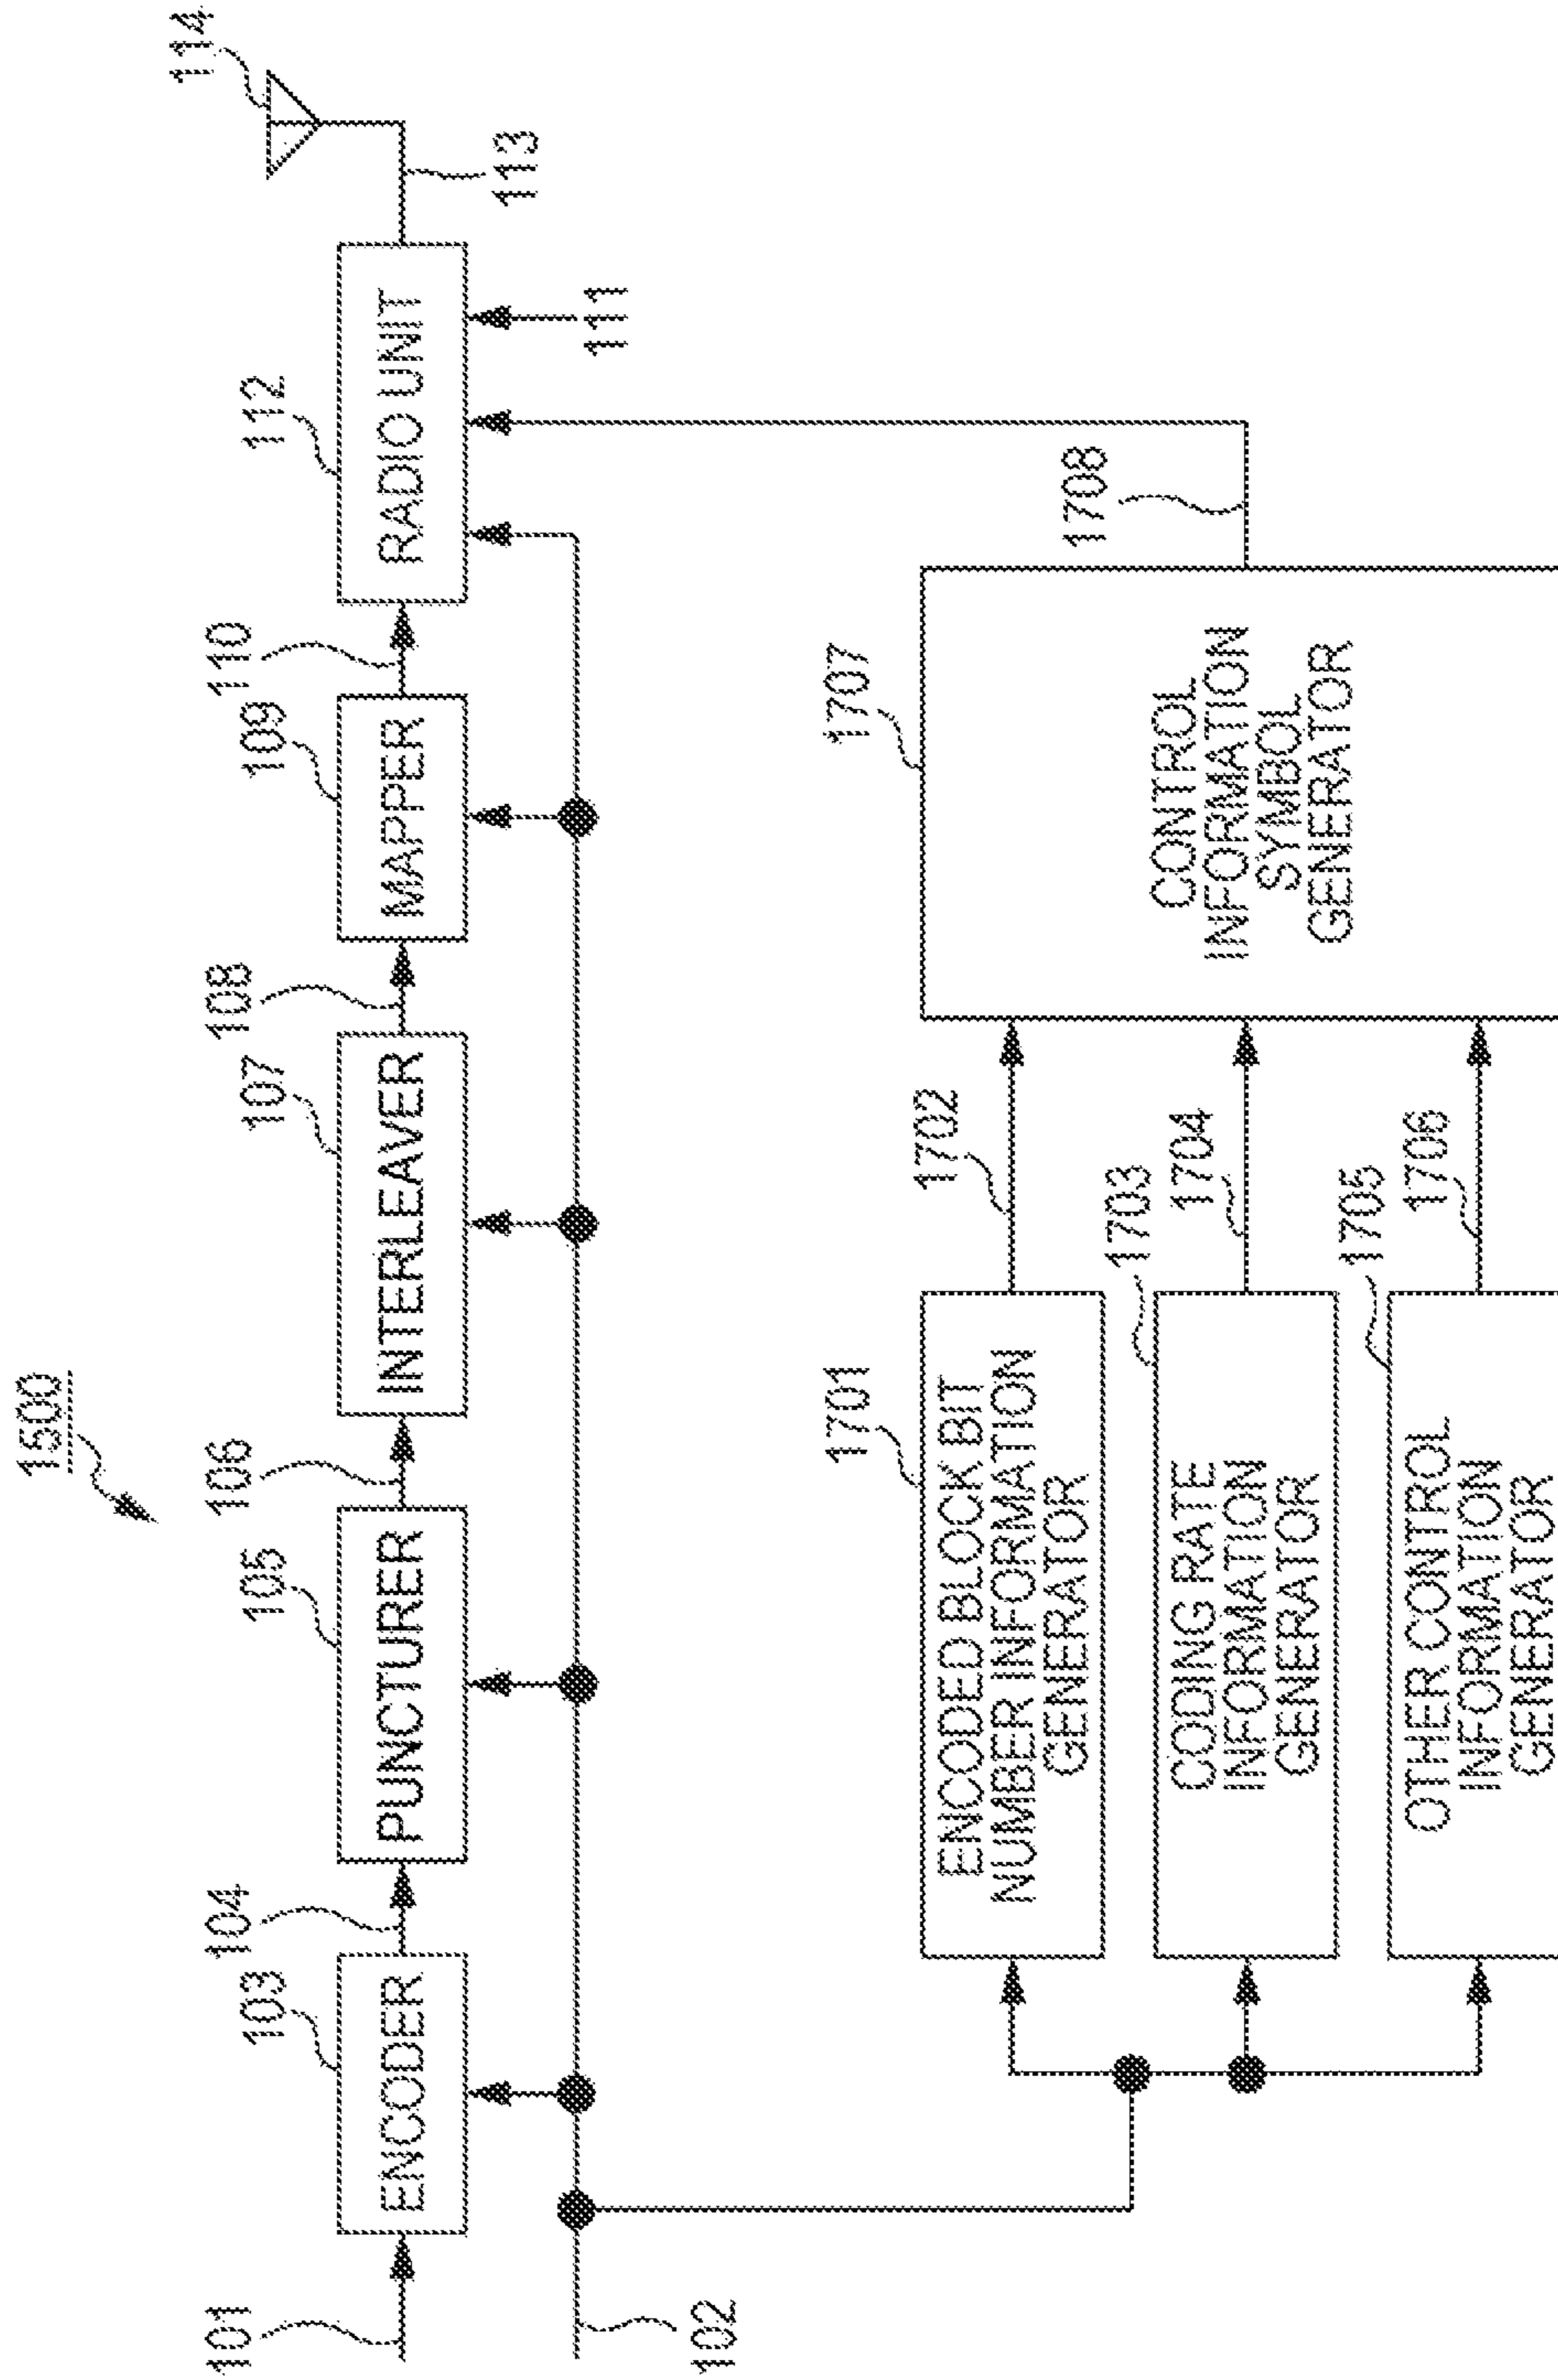 1500
101
103
ENCODER
104
105
PUNCTURER
106
107
INTERLEAVER
108
109
MAPPER
110
112
RADIO UNIT
113
114
111
102
1701
ENCODED BLOCK BIT
NUMBER INFORMATION
GENERATOR
1702
1703
CODING RATE
INFORMATION
GENERATOR
1704
1705
OTHER CONTROL
INFORMATION
GENERATOR
1706
1707
CONTROL
INFORMATION
SYMBOL
GENERATOR
1708